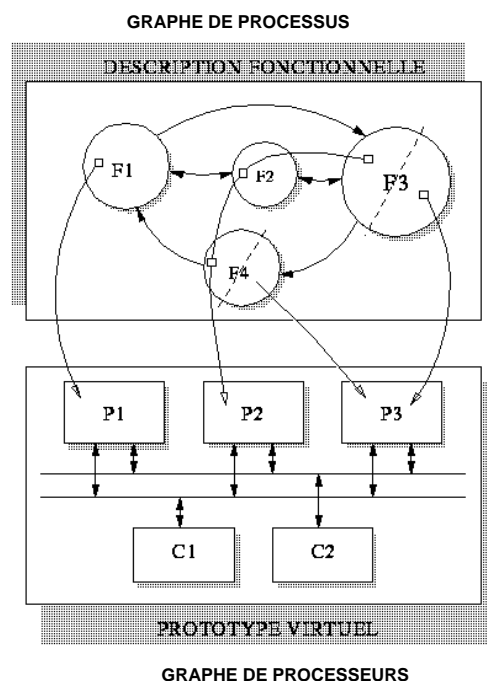 GRAPHE DE PROCESSUS
DESCRIPTION FONCTIONNELLE
F1
F2
F3
F4
P1
P2
P3
C1
C2
PROTOTYPE VIRTUEL
GRAPHE DE PROCESSEURS